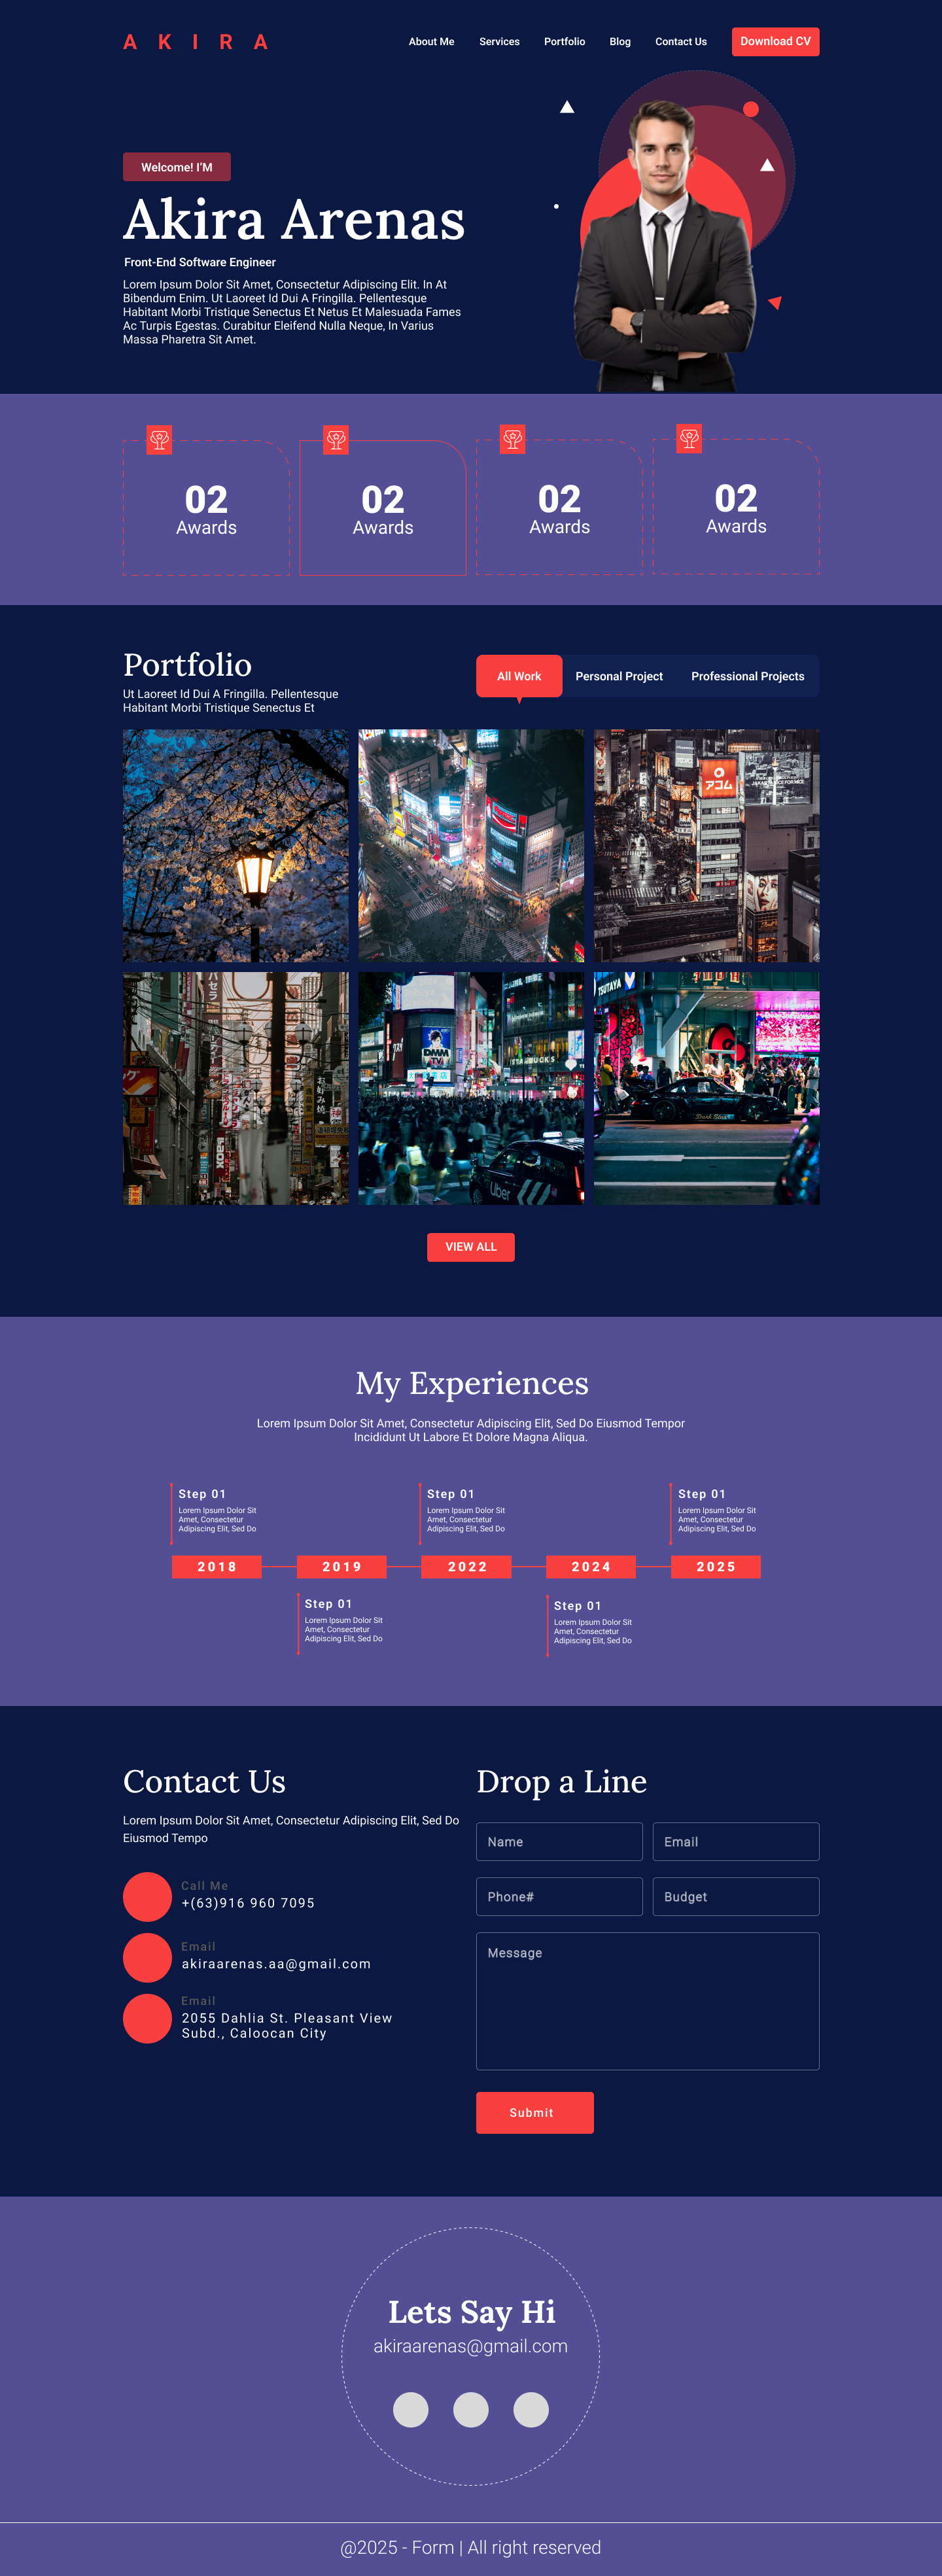 A K I R A
About Me
Services
Portfolio
Blog
Contact Us
Download CV
Welcome! I'M
Akira Arenas
Front-End Software Engineer
Lorem Ipsum Dolor Sit Amet, Consectetur Adipiscing Elit. In At
Bibendum Enim. Ut Laoreet Id Dui A Fringilla. Pellentesque
Habitant Morbi Tristique Senectus Et Netus Et Malesuada Fames
Ac Turpis Egestas. Curabitur Eleifend Nulla Neque, In Varius
Massa Pharetra Sit Amet.
02
Awards
02
Awards
02
Awards
02
Awards
Portfolio
Ut Laoreet Id Dui A Fringilla. Pellentesque
Habitant Morbi Tristique Senectus Et
All Work
Personal Project
Professional Projects
アコム
DMM
TV
STARBUCKS
Uber
TSUTAYA
Dark Star
VIEW ALL
My Experiences
Lorem Ipsum Dolor Sit Amet, Consectetur Adipiscing Elit, Sed Do Eiusmod Tempor
Incididunt Ut Labore Et Dolore Magna Aliqua.
Step 01
Lorem Ipsum Dolor Sit
Amet, Consectetur
Adipiscing Elit, Sed Do
Step 01
Lorem Ipsum Dolor Sit
Amet, Consectetur
Adipiscing Elit, Sed Do
Step 01
Lorem Ipsum Dolor Sit
Amet, Consectetur
Adipiscing Elit, Sed Do
2018
2019
2022
2024
2025
Step 01
Lorem Ipsum Dolor Sit
Amet, Consectetur
Adipiscing Elit, Sed Do
Step 01
Lorem Ipsum Dolor Sit
Amet, Consectetur
Adipiscing Elit, Sed Do
Contact Us
Lorem Ipsum Dolor Sit Amet, Consectetur Adipiscing Elit, Sed Do
Eiusmod Tempo
Call Me
+(63)916 960 7095
Email
akiraarenas.aa@gmail.com
Email
2055 Dahlia St. Pleasant View
Subd., Caloocan City
Drop a Line
Name
Email
Phone#
Budget
Message
Submit
Lets Say Hi
akiraarenas@gmail.com
@2025 - Form | All right reserved